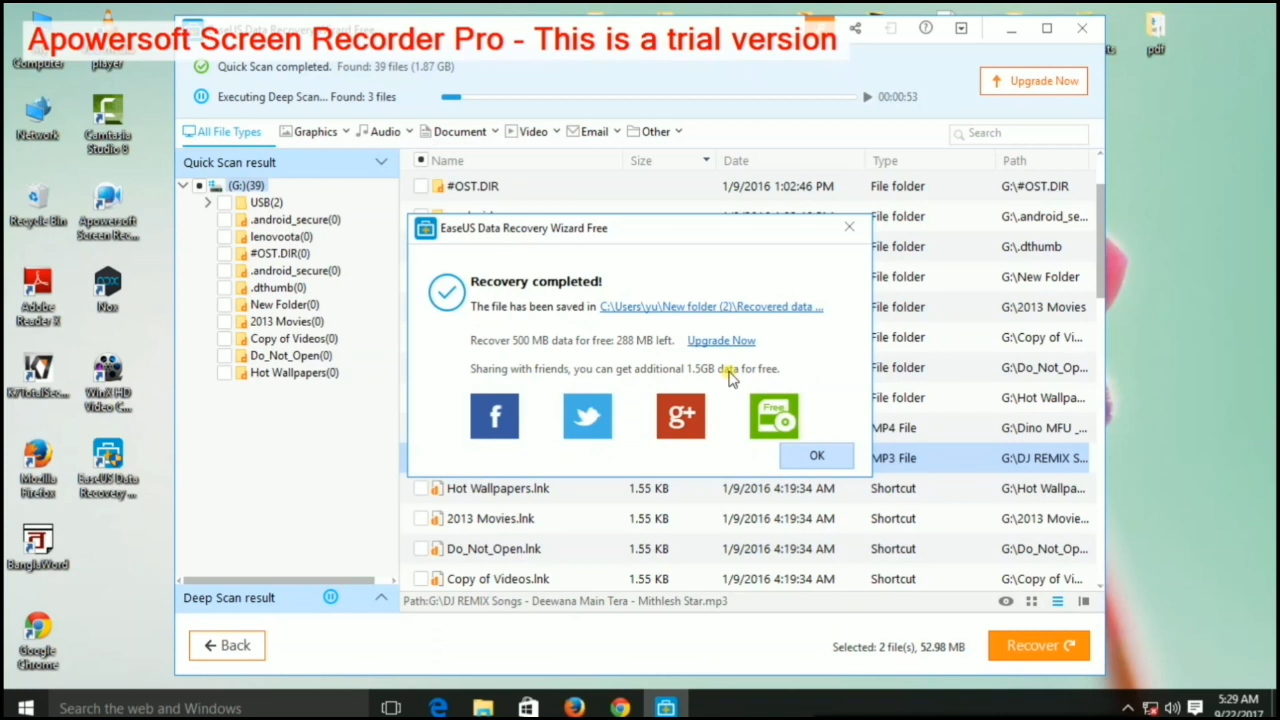 Apowersoft Screen Recorder Pro - This is a trial version
Quick Scan completed. Found: 39 files (1.87 GB)
Executing Deep Scan... Found: 3 files
00:00:53
Upgrade Now
All File Types
Graphics
Audio
Document
Video
Email
Other
Search
Quick Scan result
(G:)(39)
USB(2)
.android_secure(0)
lenovoota(0)
#OST.DIR(0)
.android_secure(0)
.dthumb(0)
New Folder(0)
2013 Movies(0)
Copy of Videos(0)
Do_Not_Open(0)
Hot Wallpapers(0)
Deep Scan result
Name Size Date Type Path
#OST.DIR 1/9/2016 1:02:46 PM File folder G:\#OST.DIR
File folder G:\.android_se...
File folder G:\.dthumb
File folder G:\New Folder
File folder G:\2013 Movies
File folder G:\Copy of Vi...
File folder G:\Do_Not_O...
File folder G:\Hot Wallpa...
MP4 File G:\Dino MFU _...
MP3 File G:\DJ REMIX S...
Hot Wallpapers.lnk 1.55 KB 1/9/2016 4:19:34 AM Shortcut G:\Hot Wallpa...
2013 Movies.lnk 1.55 KB 1/9/2016 4:19:34 AM Shortcut G:\2013 Movie...
Do_Not_Open.lnk 1.55 KB 1/9/2016 4:19:34 AM Shortcut G:\Do_Not_Op...
Copy of Videos.lnk 1.55 KB 1/9/2016 4:19:34 AM Shortcut G:\Copy of Vi...
Path:G:\DJ REMIX Songs - Deewana Main Tera - Mithlesh Star.mp3
EaseUS Data Recovery Wizard Free
Recovery completed!
The file has been saved in C:\Users\yu\New folder (2)\Recovered data ...
Recover 500 MB data for free: 288 MB left. Upgrade Now
Sharing with friends, you can get additional 1.5GB data for free.
f
g+
Free
OK
Back
Selected: 2 file(s), 52.98 MB
Recover
Computer
player
Network
Camtasia
Studio 8
Recycle Bin
Apowersoft
Screen Rec...
Adobe
Reader X
Nox
K7TotalSec...
WinX HD
Video C...
Mozilla
Firefox
EaseUS Data
Recovery ...
BanglaWord
Google
Chrome
pdf
Search the web and Windows
5:29 AM
9/22/2017